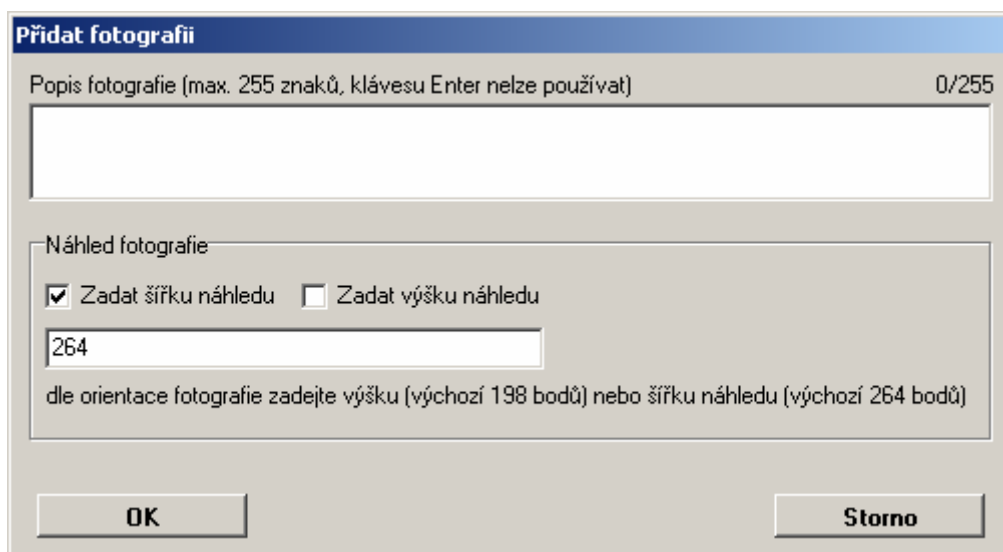 Přidat fotografii
Popis fotografie (max. 255 znaků, klávesu Enter nelze používat) 0/255
Náhled fotografie
Zadat šířku náhledu Zadat výšku náhledu
264
dle orientace fotografie zadejte výšku (výchozí 198 bodů) nebo šířku náhledu (výchozí 264 bodů)
OK Storno